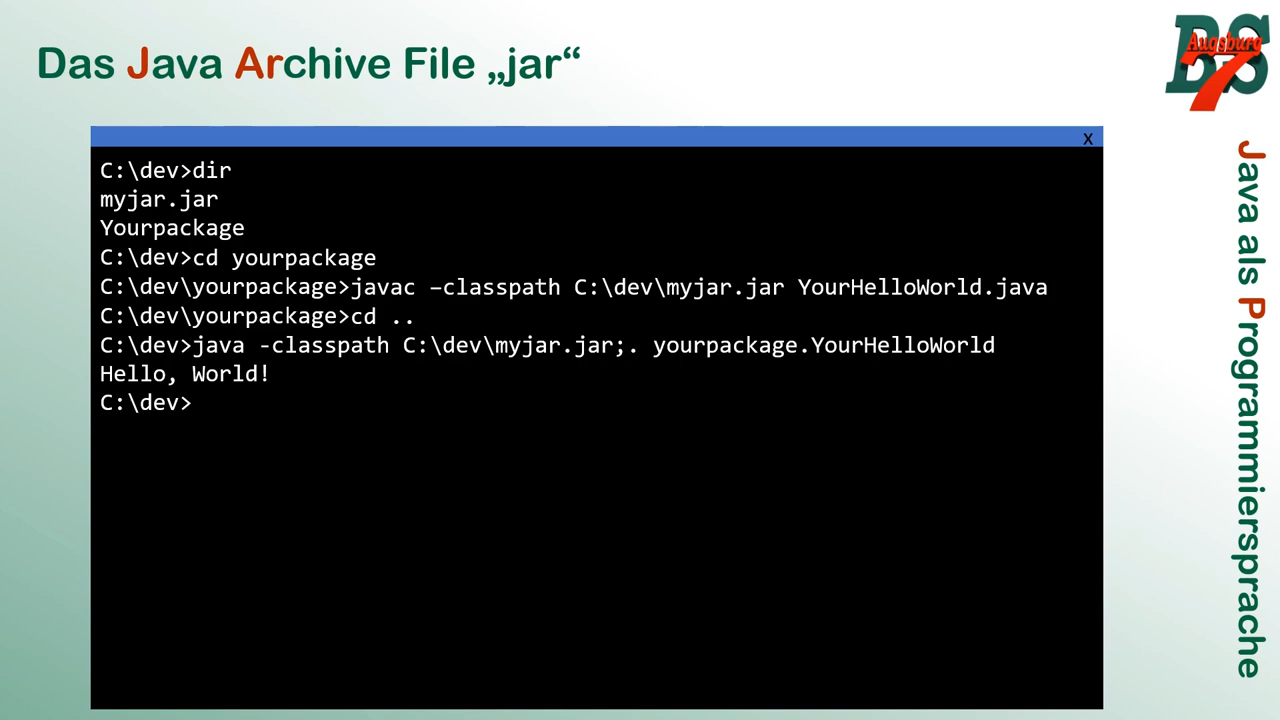 Das Java Archive File „jar“
BS
Augsburg
7
x
C:\dev>dir
myjar.jar
Yourpackage
C:\dev>cd yourpackage
C:\dev\yourpackage>javac –classpath C:\dev\myjar.jar YourHelloWorld.java
C:\dev\yourpackage>cd ..
C:\dev>java -classpath C:\dev\myjar.jar;. yourpackage.YourHelloWorld
Hello, World!
C:\dev>
Java als Programmiersprache